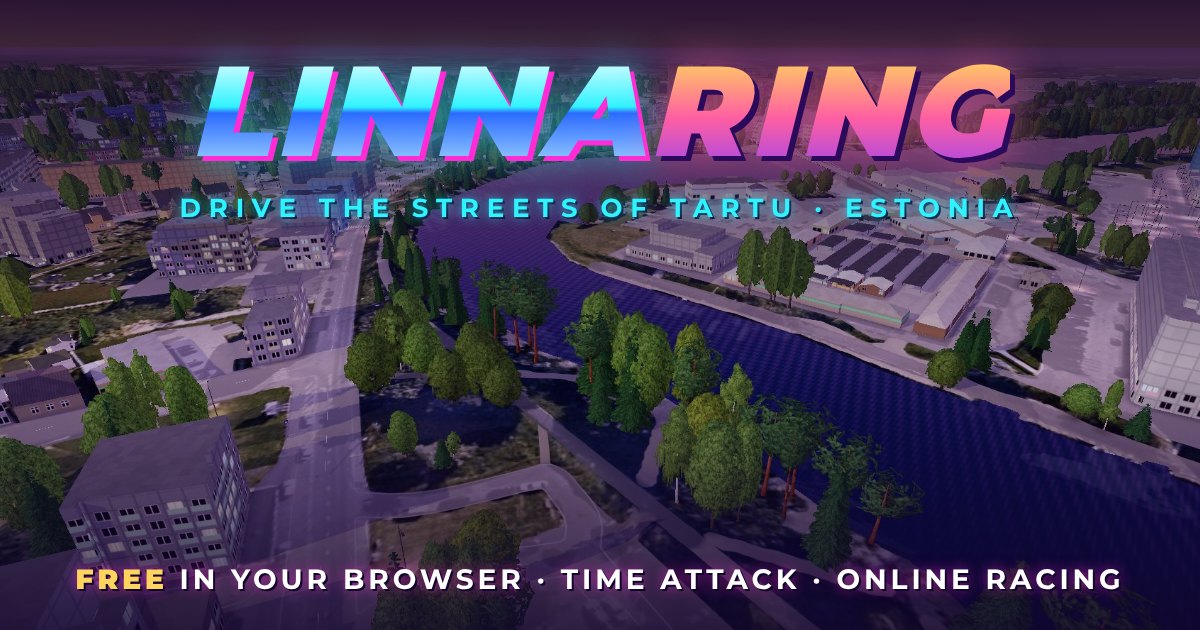 LINNARING
DRIVE THE STREETS OF TARTU · ESTONIA
FREE IN YOUR BROWSER · TIME ATTACK · ONLINE RACING